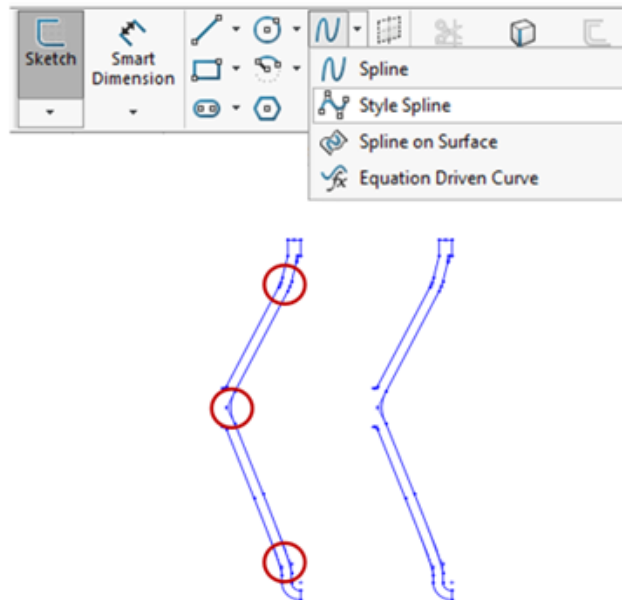 Sketch
Smart
Dimension
Spline
Style Spline
Spline on Surface
Equation Driven Curve